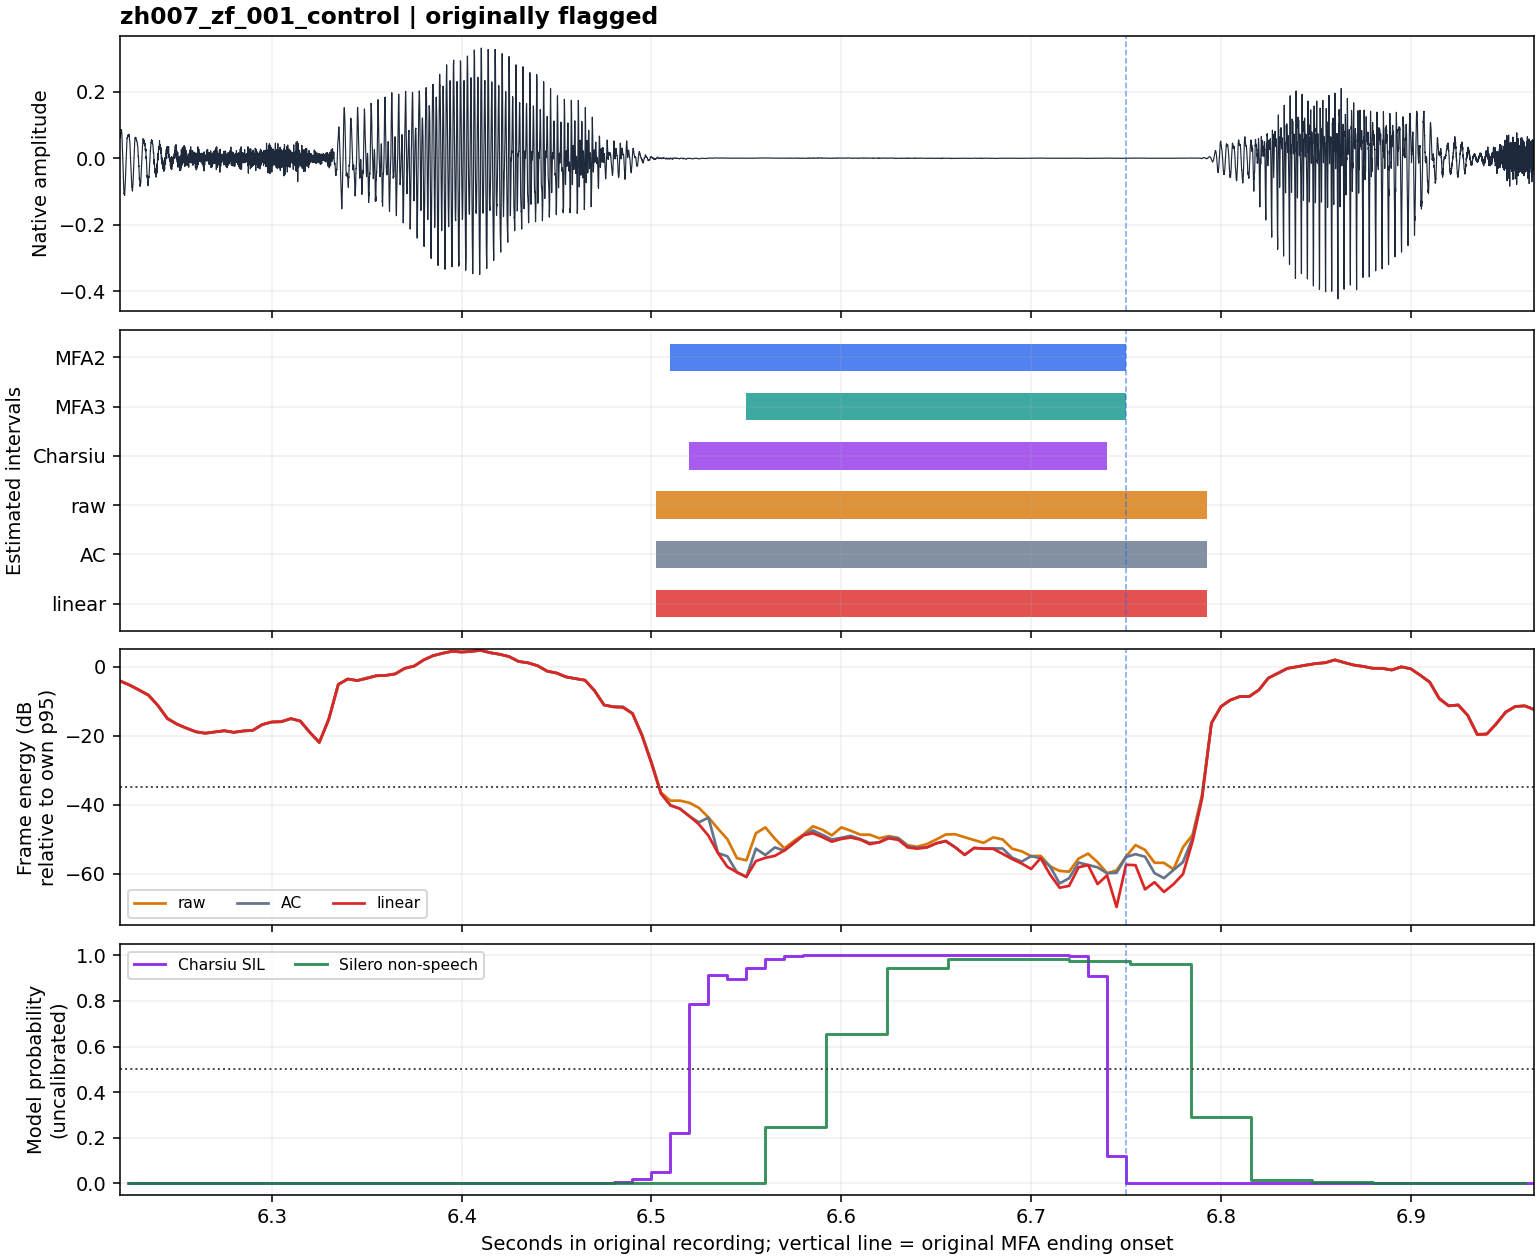 zh007_zf_001_control | originally flagged
Native amplitude
0.2
0.0
−0.2
−0.4
Estimated intervals
MFA2
MFA3
Charsiu
raw
AC
linear
Frame energy (dB
relative to own p95)
0
−20
−40
−60
raw AC linear
Model probability
(uncalibrated)
1.0
0.8
0.6
0.4
0.2
0.0
Charsiu SIL Silero non-speech
6.3 6.4 6.5 6.6 6.7 6.8 6.9
Seconds in original recording; vertical line = original MFA ending onset